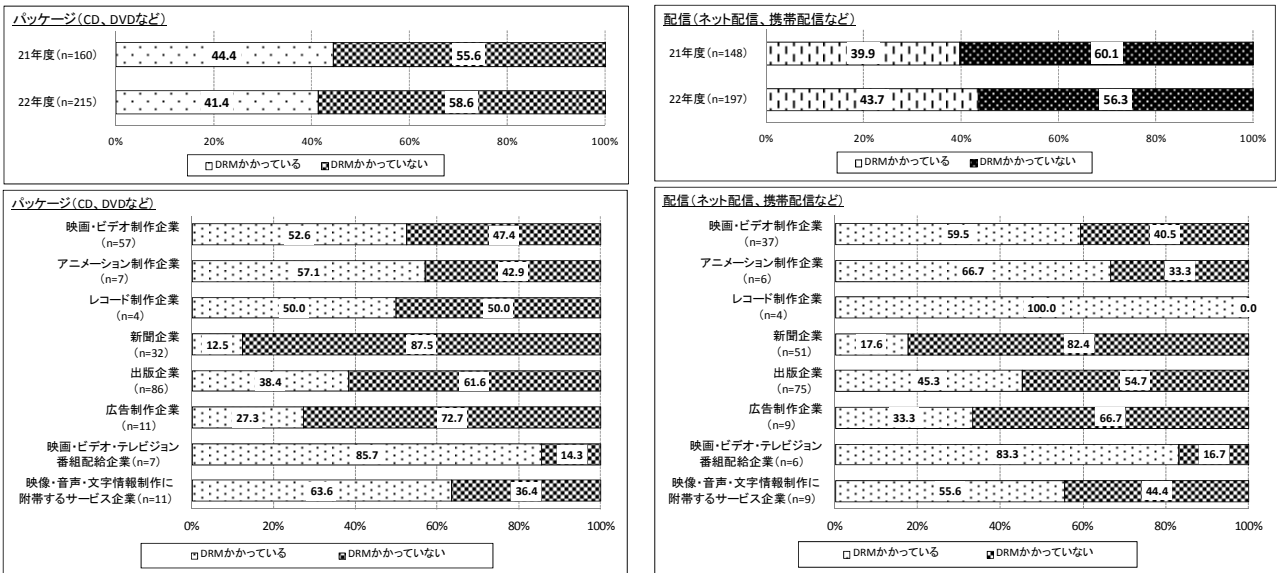 パッケージ(CD、DVDなど)
21年度(n=160)
44.4
55.6
22年度(n=215)
41.4
58.6
0%
20%
40%
60%
80%
100%
DRMかかっている
DRMかかっていない
配信(ネット配信、携帯配信など)
21年度(n=148)
39.9
60.1
22年度(n=197)
43.7
56.3
0%
20%
40%
60%
80%
100%
DRMかかっている
DRMかかっていない
パッケージ(CD、DVDなど)
映画・ビデオ制作企業
(n=57)
52.6
47.4
アニメーション制作企業
(n=7)
57.1
42.9
レコード制作企業
(n=4)
50.0
50.0
新聞企業
(n=32)
12.5
87.5
出版企業
(n=86)
38.4
61.6
広告制作企業
(n=11)
27.3
72.7
映画・ビデオ・テレビジョン
番組配給企業(n=7)
85.7
14.3
映像・音声・文字情報制作に
附帯するサービス企業(n=11)
63.6
36.4
0%
20%
40%
60%
80%
100%
DRMかかっている
DRMかかっていない
配信(ネット配信、携帯配信など)
映画・ビデオ制作企業
(n=37)
59.5
40.5
アニメーション制作企業
(n=6)
66.7
33.3
レコード制作企業
(n=4)
100.0
0.0
新聞企業
(n=51)
17.6
82.4
出版企業
(n=75)
45.3
54.7
広告制作企業
(n=9)
33.3
66.7
映画・ビデオ・テレビジョン
番組配給企業(n=6)
83.3
16.7
映像・音声・文字情報制作に
附帯するサービス企業(n=9)
55.6
44.4
0%
20%
40%
60%
80%
100%
DRMかかっている
DRMかかっていない